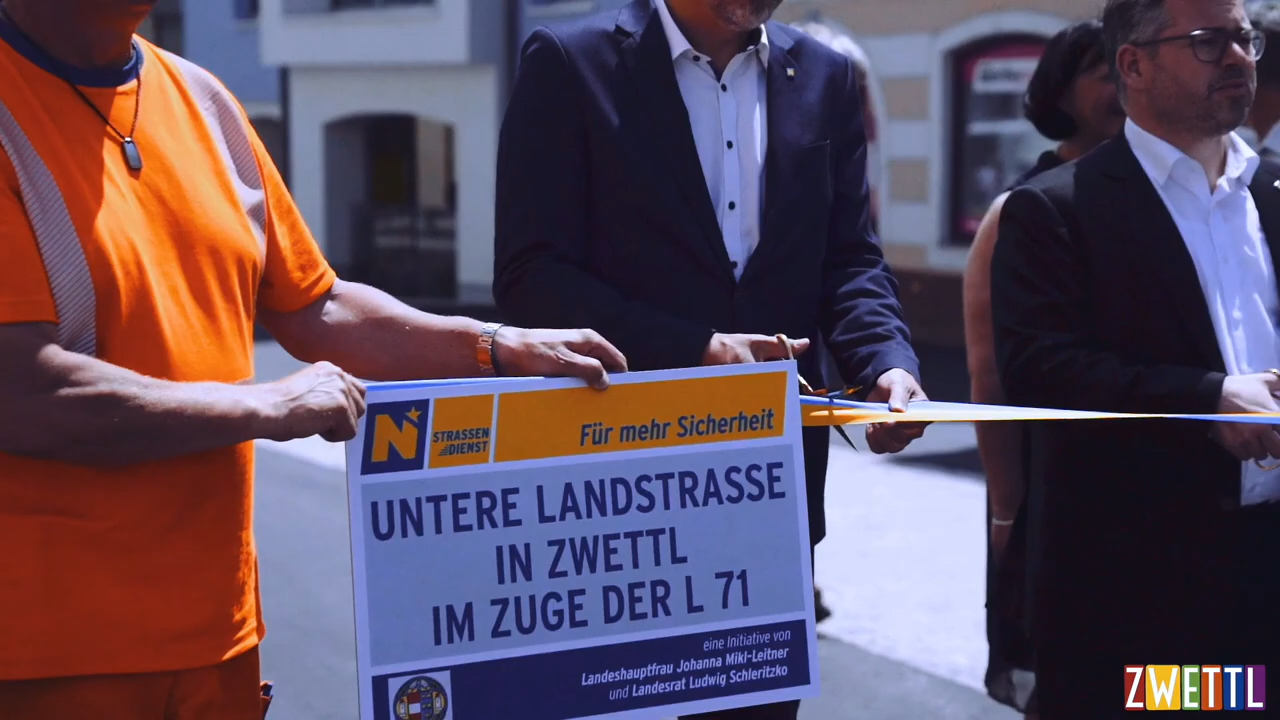 N
STRASSEN
DIENST
Für mehr Sicherheit
UNTERE LANDSTRASSE
IN ZWETTL
IM ZUGE DER L 71
eine Initiative von
Landeshauptfrau Johanna Mikl-Leitner
und Landesrat Ludwig Schleritzko
ZWETTL